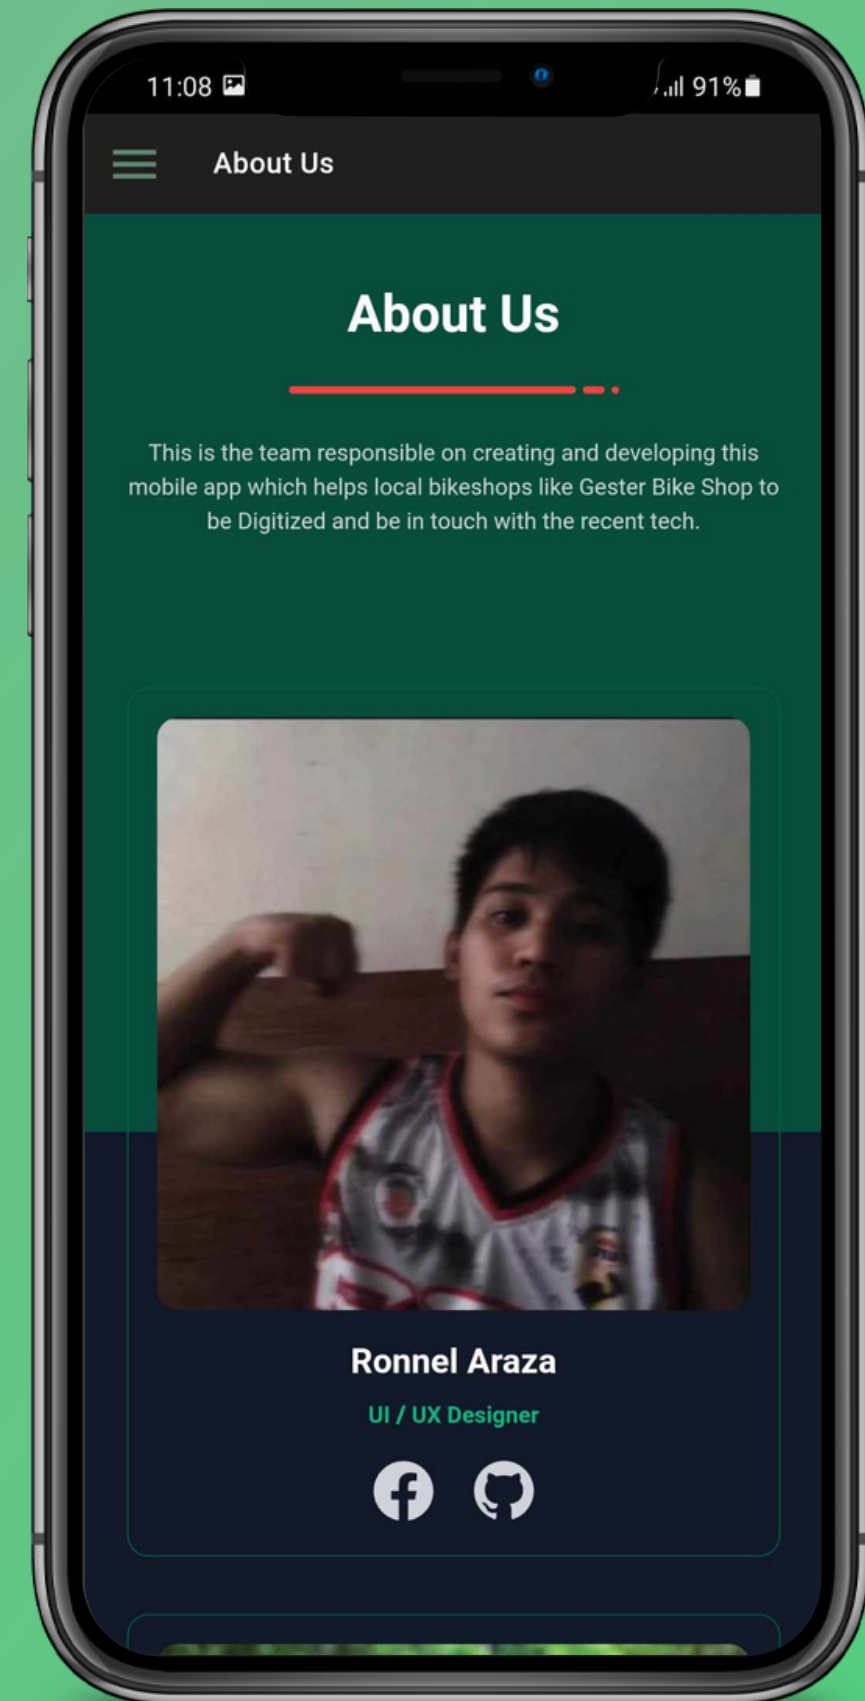 11:08 91%
About Us
About Us
This is the team responsible on creating and developing this
mobile app which helps local bikeshops like Gester Bike Shop to
be Digitized and be in touch with the recent tech.
Ronnel Araza
UI / UX Designer